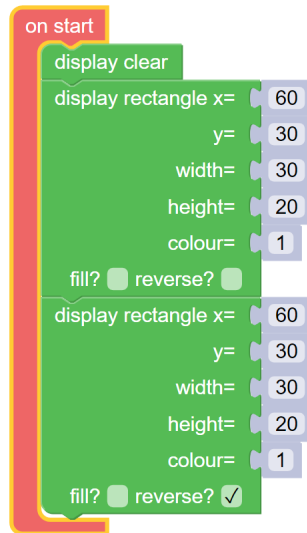 on start
display clear
display rectangle x= 60
y= 30
width= 30
height= 20
colour= 1
fill? reverse?
display rectangle x= 60
y= 30
width= 30
height= 20
colour= 1
fill? reverse? ✓